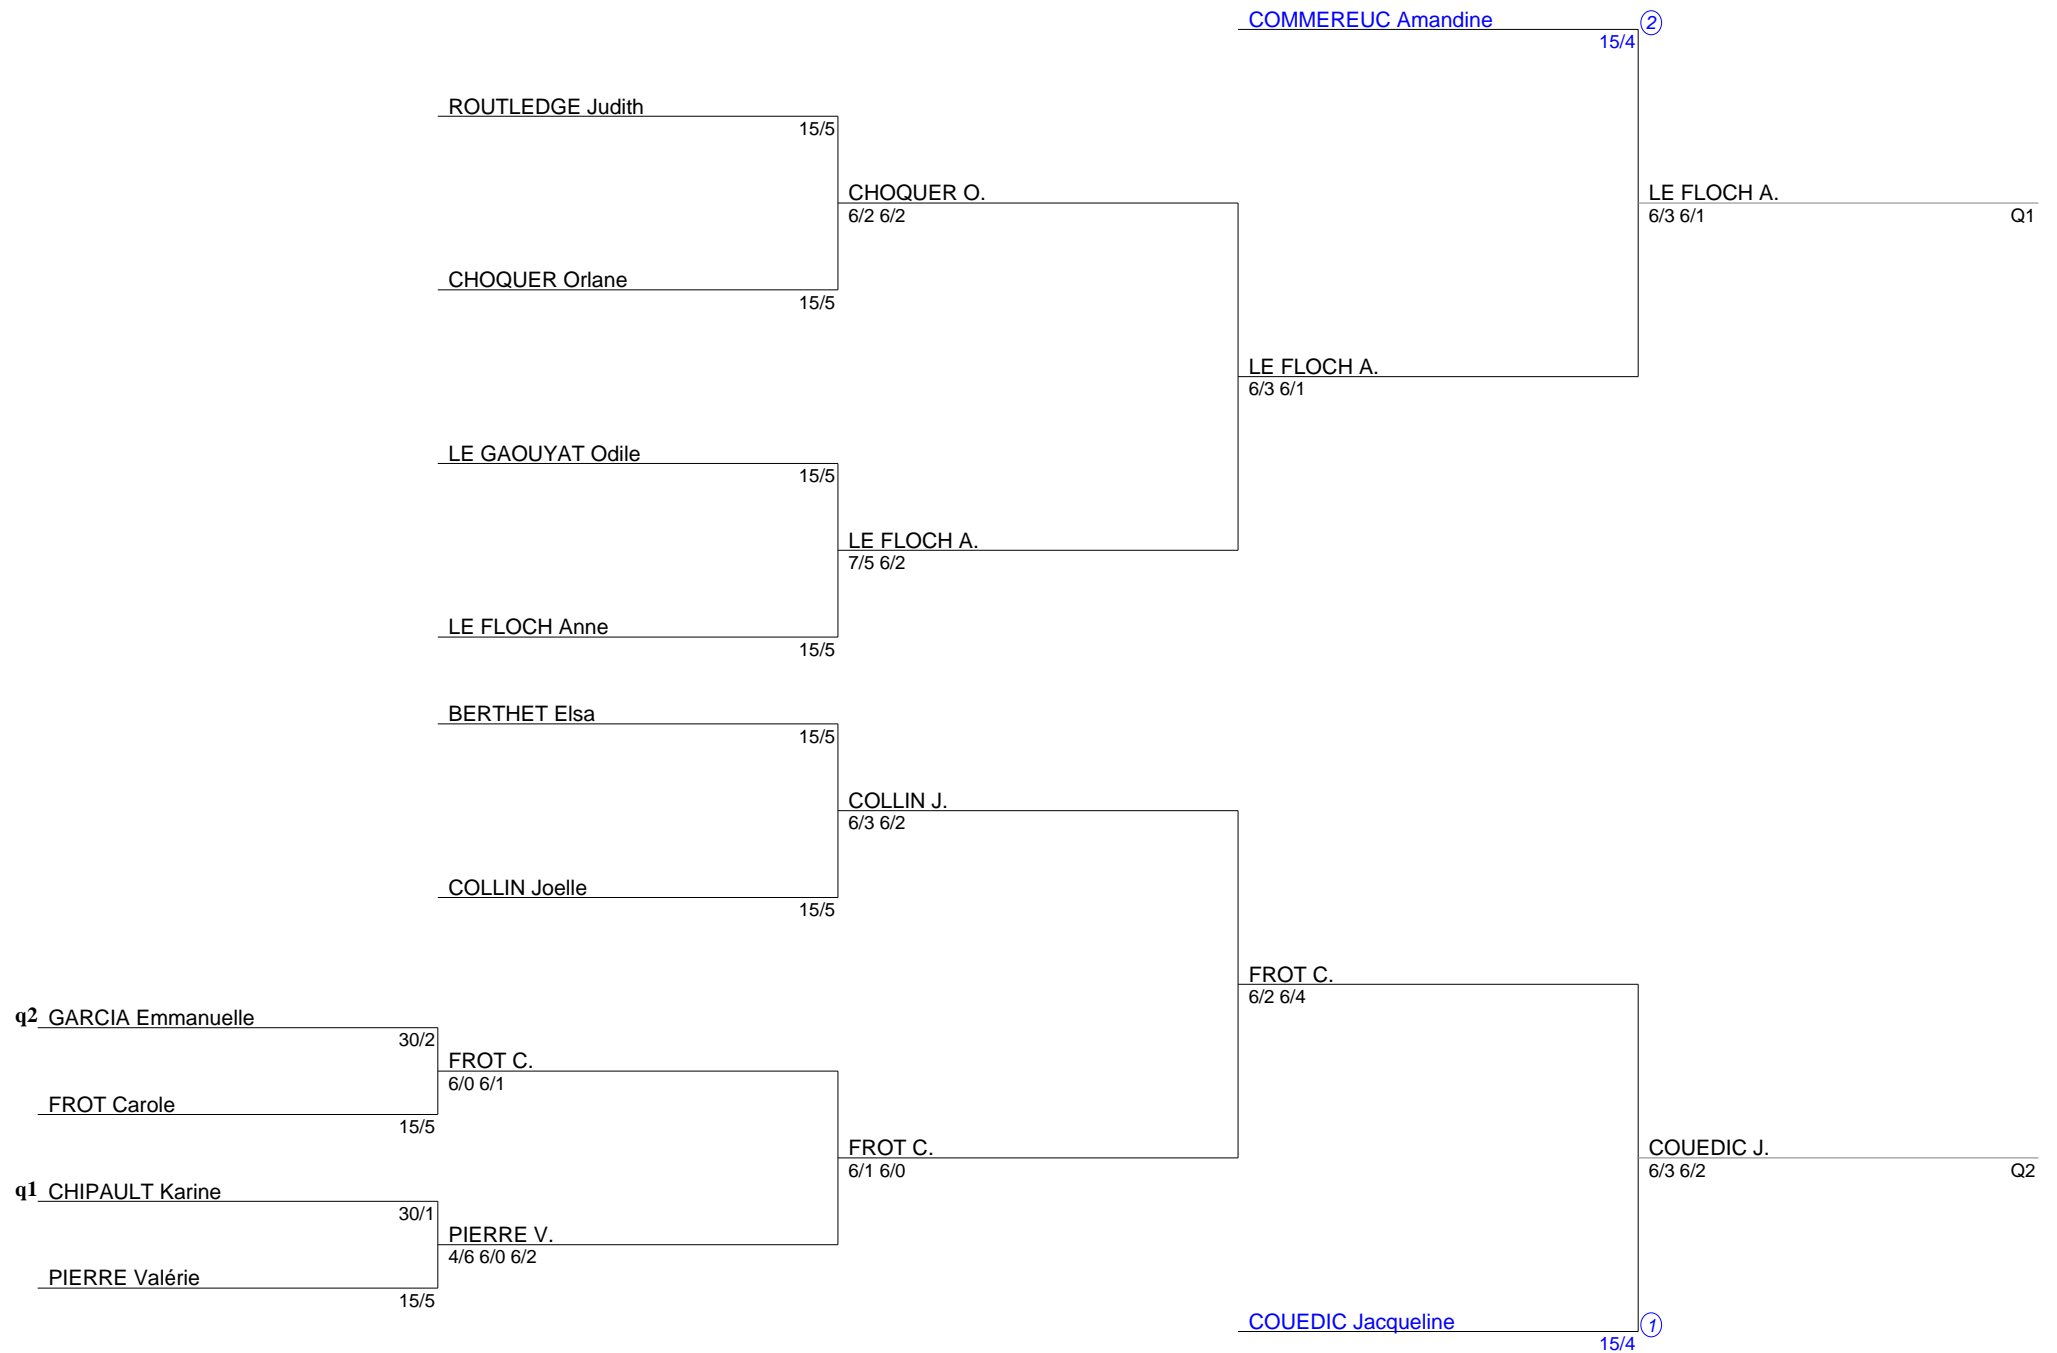 COMMEREUC Amandine 2
15/4
ROUTLEDGE Judith
15/5
CHOQUER O.
6/2 6/2
LE FLOCH A.
6/3 6/1 Q1
CHOQUER Orlane
15/5
LE FLOCH A.
6/3 6/1
LE GAOUYAT Odile
15/5
LE FLOCH A.
7/5 6/2
LE FLOCH Anne
15/5
BERTHET Elsa
15/5
COLLIN J.
6/3 6/2
COLLIN Joelle
15/5
FROT C.
6/2 6/4
q2 GARCIA Emmanuelle
30/2
FROT C.
6/0 6/1
FROT Carole
15/5
FROT C.
6/1 6/0
COUEDIC J.
6/3 6/2 Q2
q1 CHIPAULT Karine
30/1
PIERRE V.
4/6 6/0 6/2
PIERRE Valérie
15/5
COUEDIC Jacqueline 1
15/4